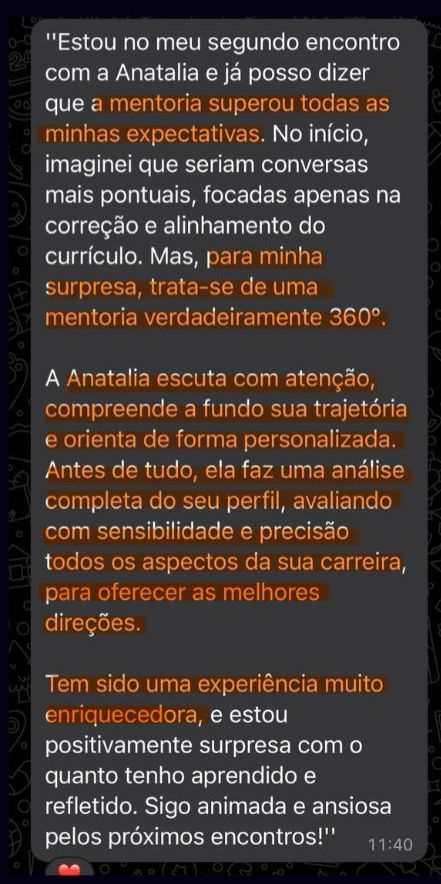 "Estou no meu segundo encontro
com a Anatalia e já posso dizer
que a mentoria superou todas as
minhas expectativas. No início,
imaginei que seriam conversas
mais pontuais, focadas apenas na
correção e alinhamento do
currículo. Mas, para minha
surpresa, trata-se de uma
mentoria verdadeiramente 360°.
A Anatalia escuta com atenção,
compreende a fundo sua trajetória
e orienta de forma personalizada.
Antes de tudo, ela faz uma análise
completa do seu perfil, avaliando
com sensibilidade e precisão
todos os aspectos da sua carreira,
para oferecer as melhores
direções.
Tem sido uma experiência muito
enriquecedora, e estou
positivamente surpresa com o
quanto tenho aprendido e
refletido. Sigo animada e ansiosa
pelos próximos encontros!"
11:40